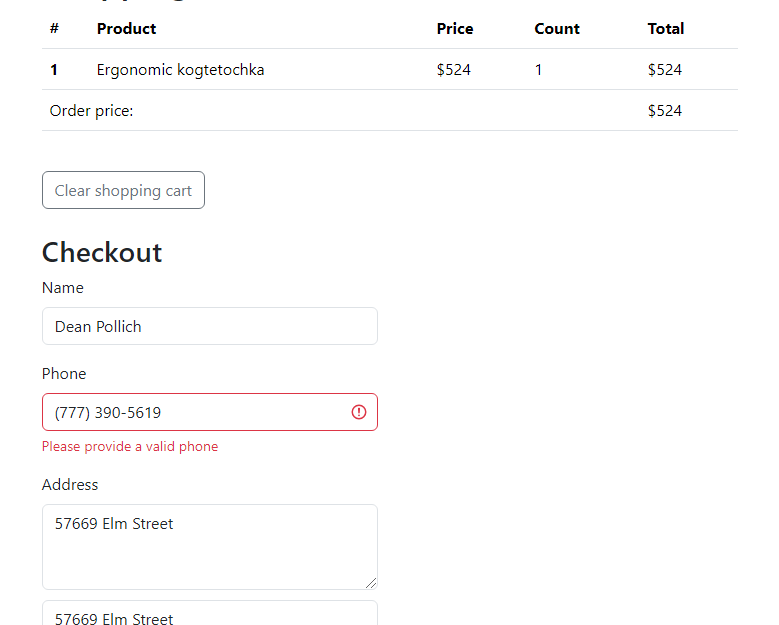 # Product Price Count Total
1 Ergonomic kogtetochka $524 1 $524
Order price: $524
Clear shopping cart
Checkout
Name
Dean Pollich
Phone
(777) 390-5619
Please provide a valid phone
Address
57669 Elm Street
57669 Elm Street